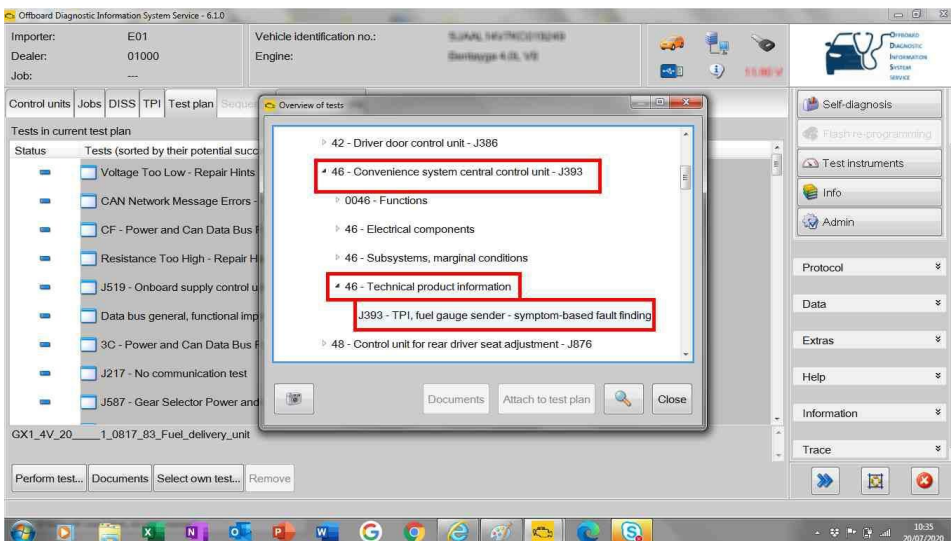 Offboard Diagnostic Information System Service - 6.1.0
Importer: E01
Dealer: 01000
Job: ---
Vehicle identification no.:
Engine: Bentayga 4.0L V8
OFFBOARD
DIAGNOSTIC
INFORMATION
SYSTEM
SERVICE
Control units Jobs DISS TPI Test plan
Tests in current test plan
Status Tests (sorted by their potential succ
Voltage Too Low - Repair Hints
CAN Network Message Errors -
CF - Power and Can Data Bus F
Resistance Too High - Repair H
J519 - Onboard supply control u
Data bus general, functional imp
3C - Power and Can Data Bus F
J217 - No communication test
J587 - Gear Selector Power and
GX1_4V_20____1_0817_83_Fuel_delivery_unit
Perform test... Documents Select own test... Remove
Overview of tests
42 - Driver door control unit - J386
46 - Convenience system central control unit - J393
0046 - Functions
46 - Electrical components
46 - Subsystems, marginal conditions
46 - Technical product information
J393 - TPI, fuel gauge sender - symptom-based fault finding
48 - Control unit for rear driver seat adjustment - J876
Documents Attach to test plan Close
Self-diagnosis
Flash re-programming
Test instruments
Info
Admin
Protocol
Data
Extras
Help
Information
Trace
10:35
20/07/2020